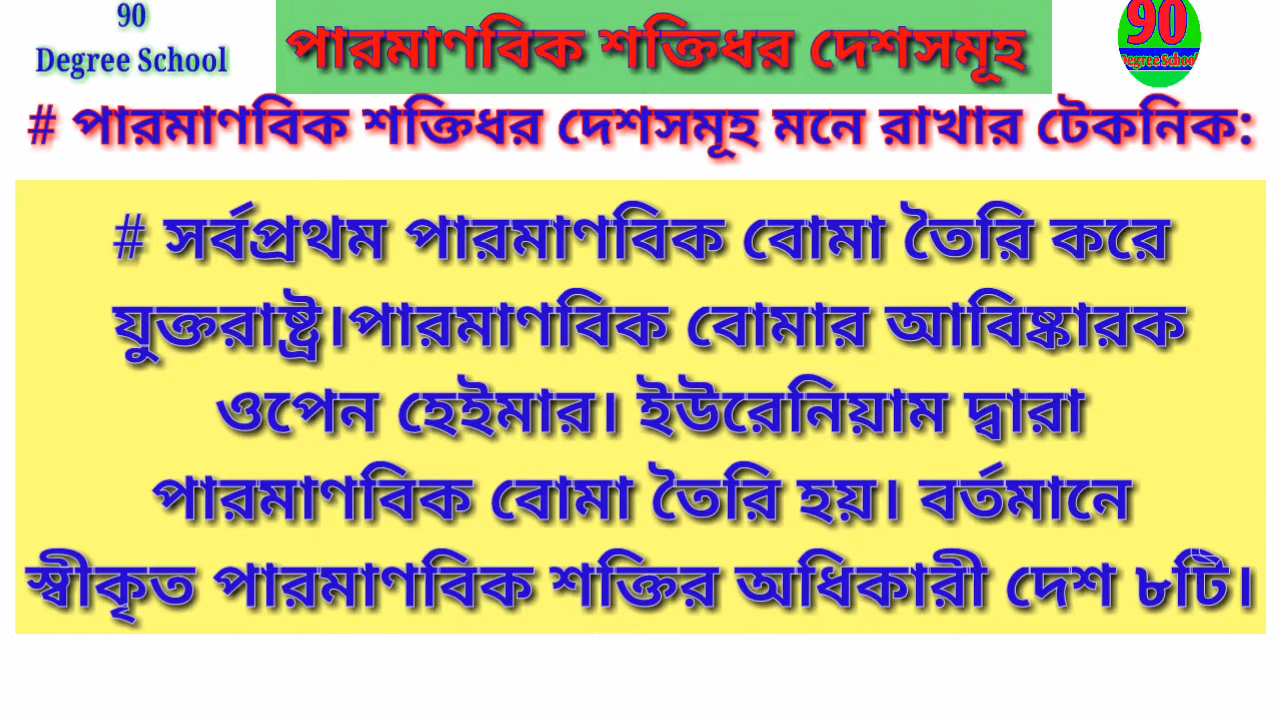 90
Degree School
পারমাণবিক শক্তিধর দেশসমূহ
90
Degree School
# পারমাণবিক শক্তিধর দেশসমূহ মনে রাখার টেকনিক:
# সর্বপ্রথম পারমাণবিক বোমা তৈরি করে
যুক্তরাষ্ট্র।পারমাণবিক বোমার আবিষ্কারক
ওপেন হেইমার। ইউরেনিয়াম দ্বারা
পারমাণবিক বোমা তৈরি হয়। বর্তমানে
স্বীকৃত পারমাণবিক শক্তির অধিকারী দেশ ৮টি।